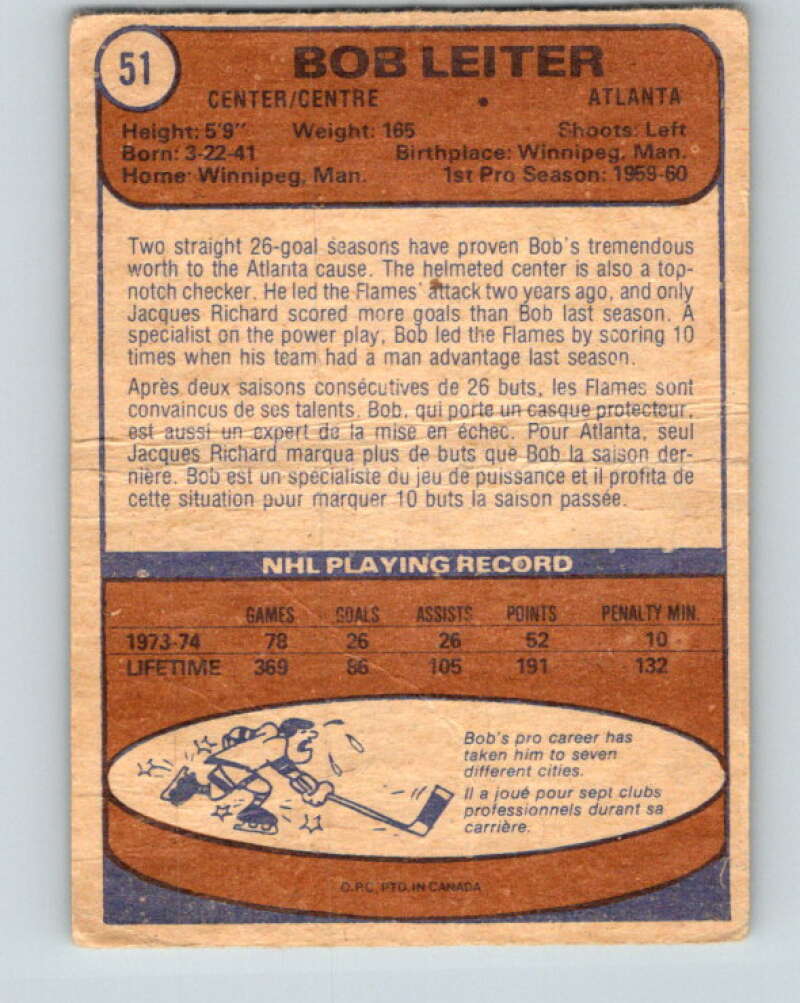 51
BOB LEITER
CENTER/CENTRE • ATLANTA
Height: 5'9" Weight: 165 Shoots: Left
Born: 3-22-41 Birthplace: Winnipeg, Man.
Home: Winnipeg, Man. 1st Pro Season: 1959-60
Two straight 26-goal seasons have proven Bob's tremendous
worth to the Atlanta cause. The helmeted center is also a top-
notch checker. He led the Flames' attack two years ago, and only
Jacques Richard scored more goals than Bob last season. A
specialist on the power play, Bob led the Flames by scoring 10
times when his team had a man advantage last season.
Après deux saisons consécutives de 26 buts, les Flames sont
convaincus de ses talents. Bob, qui porte un casque protecteur,
est aussi un expert de la mise en échec. Pour Atlanta, seul
Jacques Richard marqua plus de buts que Bob la saison der-
nière. Bob est un spécialiste du jeu de puissance et il profita de
cette situation pour marquer 10 buts la saison passée.
NHL PLAYING RECORD
GAMES GOALS ASSISTS POINTS PENALTY MIN.
1973-74 78 26 26 52 10
LIFETIME 369 86 105 191 132
Bob's pro career has
taken him to seven
different cities.
Il a joué pour sept clubs
professionnels durant sa
carrière.
O.P.C. PTD. IN CANADA